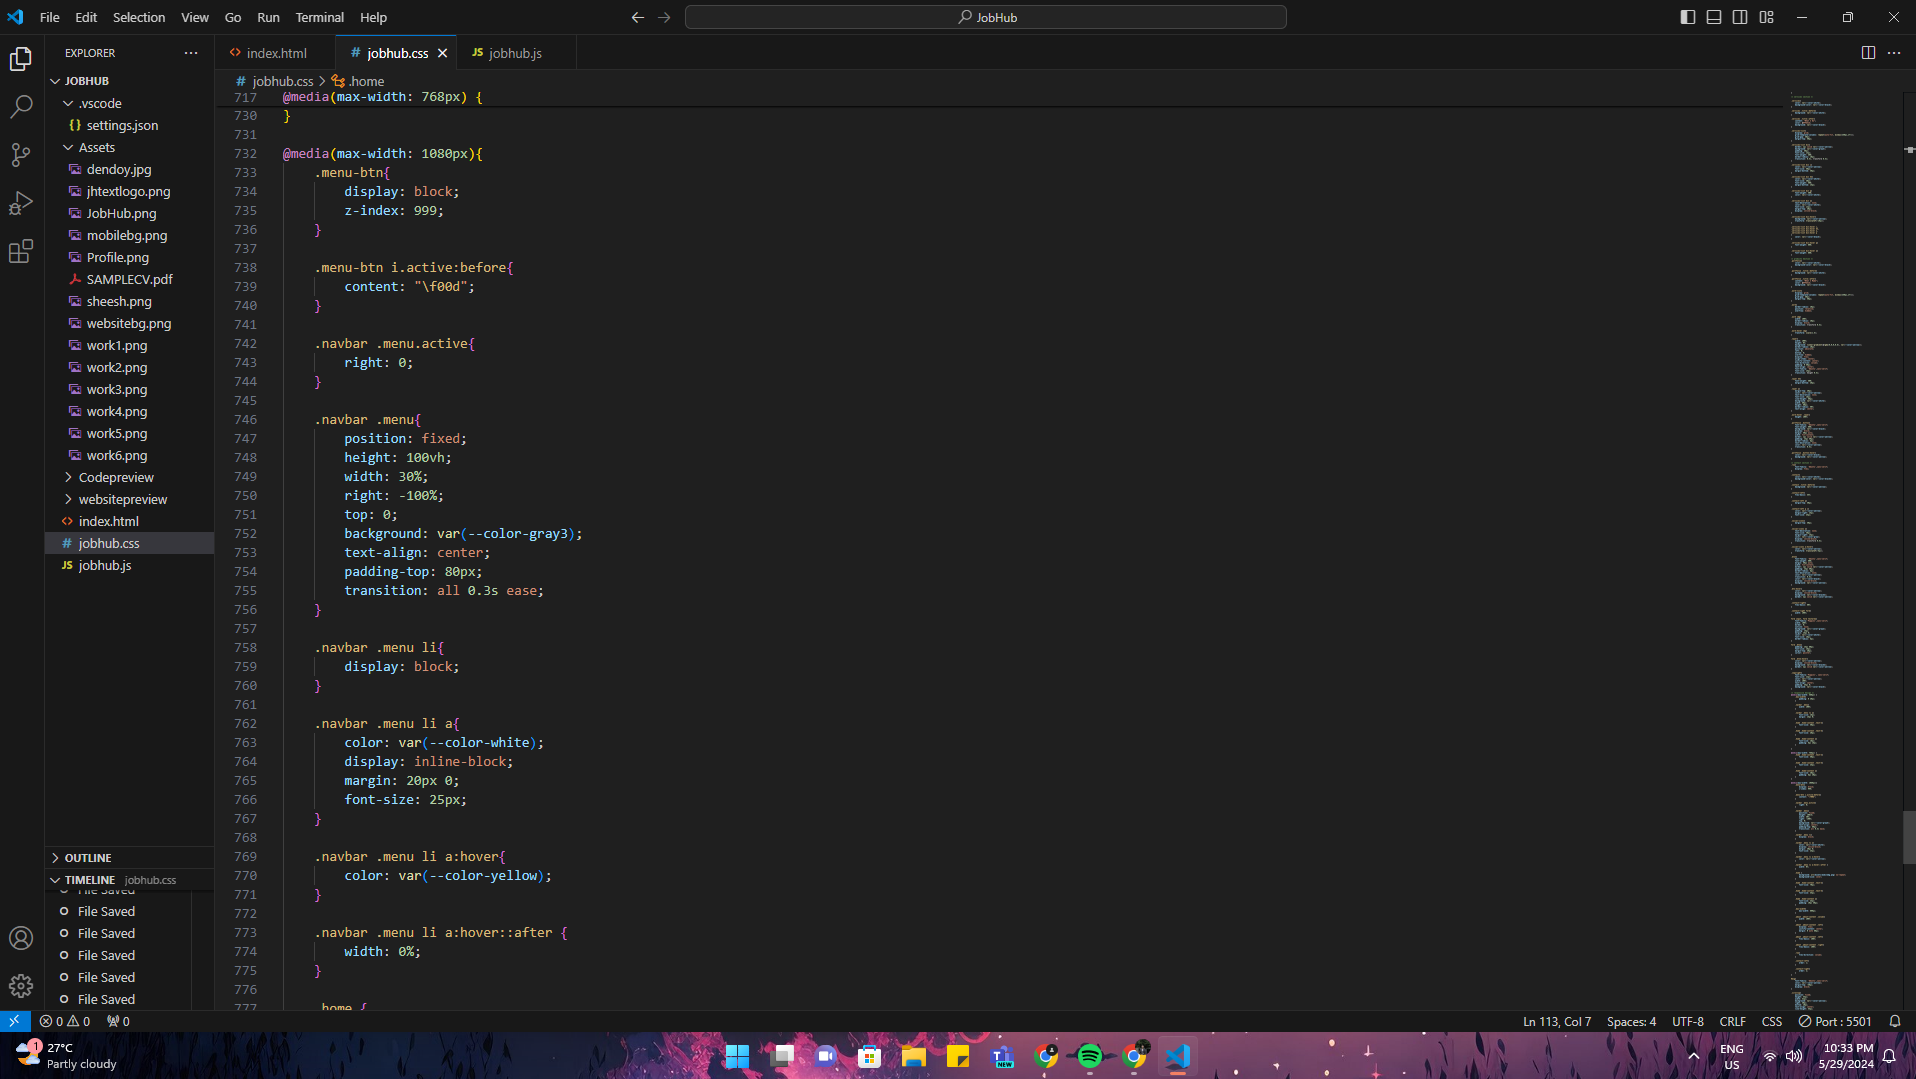 File Edit Selection View Go Run Terminal Help
JobHub
EXPLORER
index.html
# jobhub.css
JS jobhub.js
JOBHUB
.vscode
{} settings.json
Assets
dendoy.jpg
jhtextlogo.png
JobHub.png
mobilebg.png
Profile.png
SAMPLECV.pdf
sheesh.png
websitebg.png
work1.png
work2.png
work3.png
work4.png
work5.png
work6.png
Codepreview
websitepreview
<> index.html
# jobhub.css
JS jobhub.js
OUTLINE
TIMELINE jobhub.css
File Saved
File Saved
File Saved
File Saved
File Saved
File Saved
# jobhub.css > .home
717 @media(max-width: 768px) {
730 }
731
732 @media(max-width: 1080px){
733 .menu-btn{
734 display: block;
735 z-index: 999;
736 }
737
738 .menu-btn i.active:before{
739 content: "\f00d";
740 }
741
742 .navbar .menu.active{
743 right: 0;
744 }
745
746 .navbar .menu{
747 position: fixed;
748 height: 100vh;
749 width: 30%;
750 right: -100%;
751 top: 0;
752 background: var(--color-gray3);
753 text-align: center;
754 padding-top: 80px;
755 transition: all 0.3s ease;
756 }
757
758 .navbar .menu li{
759 display: block;
760 }
761
762 .navbar .menu li a{
763 color: var(--color-white);
764 display: inline-block;
765 margin: 20px 0;
766 font-size: 25px;
767 }
768
769 .navbar .menu li a:hover{
770 color: var(--color-yellow);
771 }
772
773 .navbar .menu li a:hover::after {
774 width: 0%;
775 }
776
777 .home {
0 0 0
Ln 113, Col 7 Spaces: 4 UTF-8 CRLF CSS Port : 5501
1
27°C
Partly cloudy
NEW
ENG
US
10:33 PM
5/29/2024